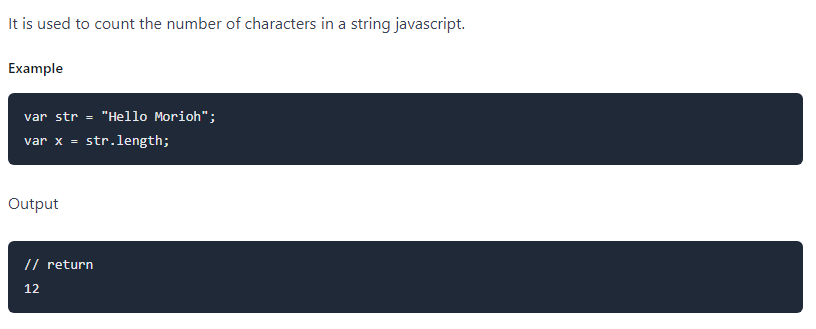 It is used to count the number of characters in a string javascript.
Example
var str = "Hello Morioh";
var x = str.length;
Output
// return
12